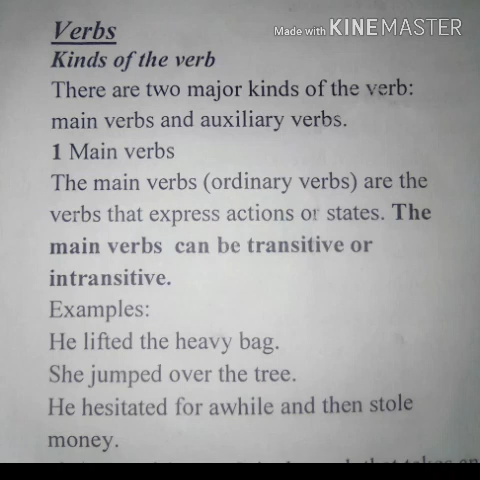 Verbs
Made with KINEMASTER
Kinds of the verb
There are two major kinds of the verb:
main verbs and auxiliary verbs.
1 Main verbs
The main verbs (ordinary verbs) are the
verbs that express actions or states. The
main verbs can be transitive or
intransitive.
Examples:
He lifted the heavy bag.
She jumped over the tree.
He hesitated for awhile and then stole
money.